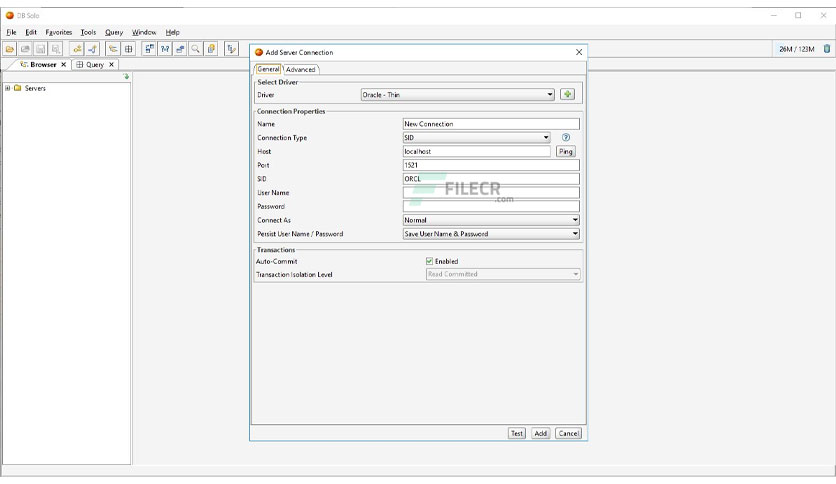 DB Solo
File Edit Favorites Tools Query Window Help
26M / 123M
Browser Query
Servers
Add Server Connection
General Advanced
Select Driver
Driver Oracle - Thin
Connection Properties
Name New Connection
Connection Type SID
Host localhost Ping
Port 1521
SID ORCL
User Name
Password
Connect As Normal
Persist User Name / Password Save User Name & Password
Transactions
Auto-Commit Enabled
Transaction Isolation Level Read Committed
Test Add Cancel
FILECR
.com